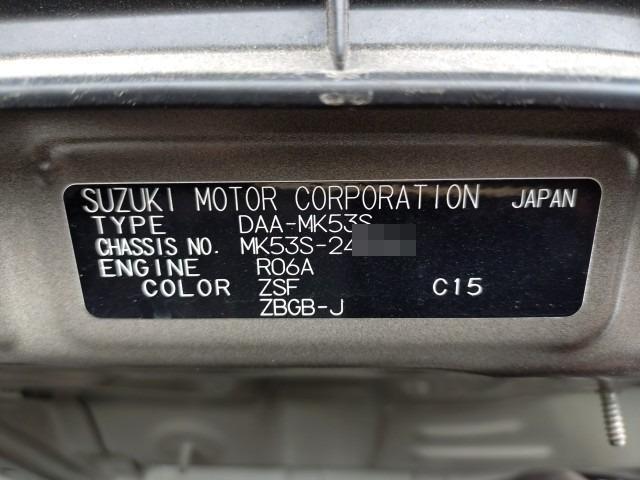 SUZUKI MOTOR CORPORATION JAPAN
TYPE DAA-MK53S
CHASSIS NO. MK53S-24
ENGINE R06A
COLOR ZSF C15
ZBGB-J